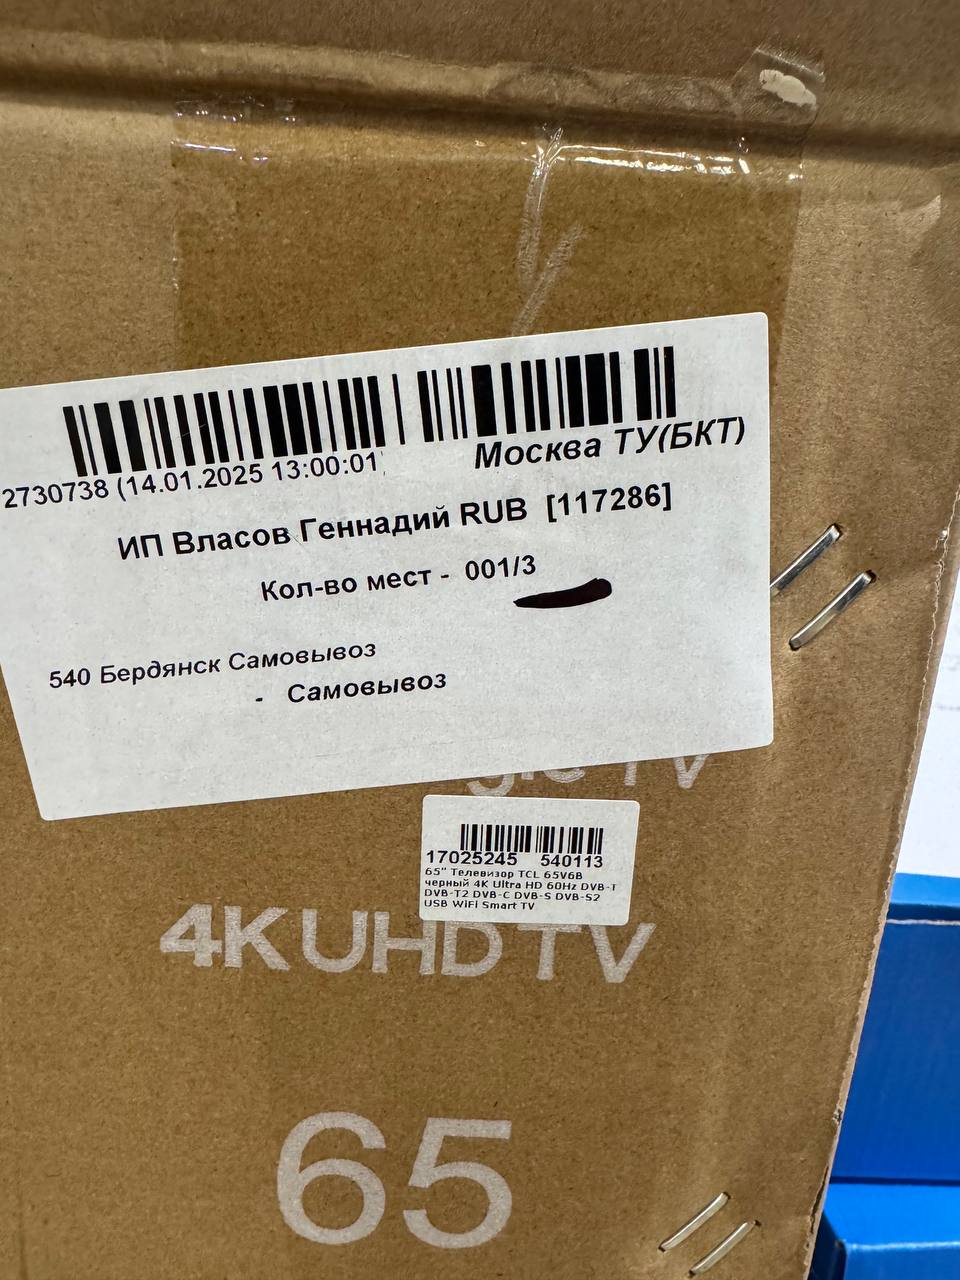 2730738 (14.01.2025 13:00:01)
Москва ТУ(БКТ)
ИП Власов Геннадий RUB [117286]
Кол-во мест - 001/3
540 Бердянск Самовывоз
- Самовывоз
TV
17025245 540113
65" Телевизор TCL 65V6B
черный 4K Ultra HD 60Hz DVB-T
DVB-T2 DVB-C DVB-S DVB-S2
USB WiFi Smart TV
4K UHD TV
65